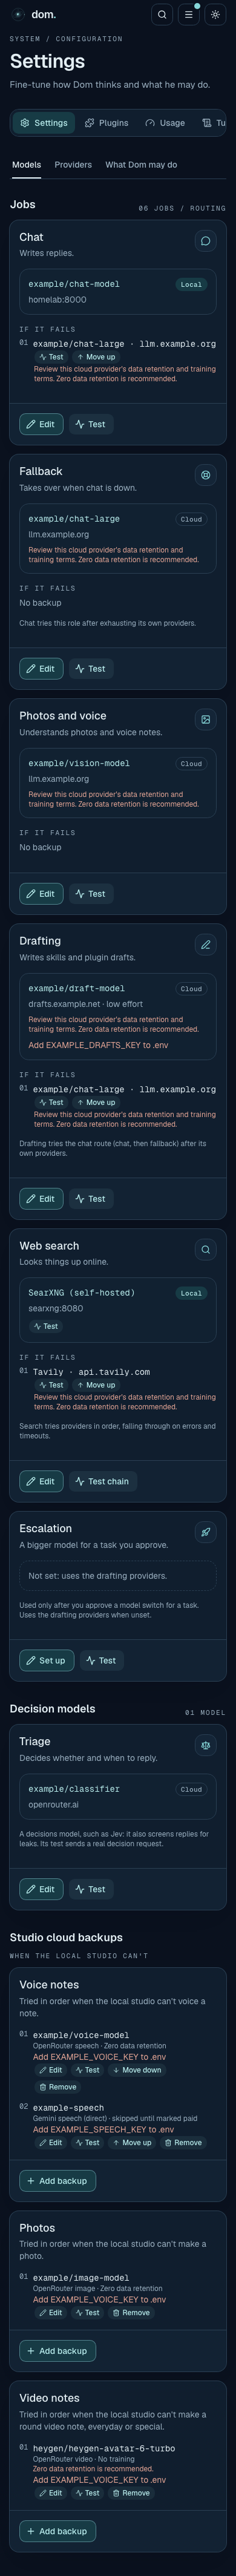 dom.
SYSTEM / CONFIGURATION
Settings
Fine-tune how Dom thinks and what he may do.
Settings Plugins Usage Tu
Models Providers What Dom may do
Jobs
06 JOBS / ROUTING
Chat
Writes replies.
example/chat-model Local
homelab:8000
IF IT FAILS
01 example/chat-large · llm.example.org
Test Move up
Review this cloud provider's data retention and training
terms. Zero data retention is recommended.
Edit Test
Fallback
Takes over when chat is down.
example/chat-large Cloud
llm.example.org
Review this cloud provider's data retention and
training terms. Zero data retention is recommended.
IF IT FAILS
No backup
Chat tries this role after exhausting its own providers.
Edit Test
Photos and voice
Understands photos and voice notes.
example/vision-model Cloud
llm.example.org
Review this cloud provider's data retention and
training terms. Zero data retention is recommended.
IF IT FAILS
No backup
Edit Test
Drafting
Writes skills and plugin drafts.
example/draft-model Cloud
drafts.example.net · low effort
Review this cloud provider's data retention and
training terms. Zero data retention is recommended.
Add EXAMPLE_DRAFTS_KEY to .env
IF IT FAILS
01 example/chat-large · llm.example.org
Test Move up
Review this cloud provider's data retention and training
terms. Zero data retention is recommended.
Drafting tries the chat route (chat, then fallback) after its
own providers.
Edit Test
Web search
Looks things up online.
SearXNG (self-hosted) Local
searxng:8080
Test
IF IT FAILS
01 Tavily · api.tavily.com
Test Move up
Review this cloud provider's data retention and training
terms. Zero data retention is recommended.
Search tries providers in order, falling through on errors and
timeouts.
Edit Test chain
Escalation
A bigger model for a task you approve.
Not set: uses the drafting providers.
Used only after you approve a model switch for a task.
Uses the drafting providers when unset.
Set up Test
Decision models
01 MODEL
Triage
Decides whether and when to reply.
example/classifier Cloud
openrouter.ai
A decisions model, such as Jev: it also screens replies for
leaks. Its test sends a real decision request.
Edit Test
Studio cloud backups
WHEN THE LOCAL STUDIO CAN'T
Voice notes
Tried in order when the local studio can't voice a
note.
01 example/voice-model
OpenRouter speech · Zero data retention
Add EXAMPLE_VOICE_KEY to .env
Edit Test Move down
Remove
02 example-speech
Gemini speech (direct) · skipped until marked paid
Add EXAMPLE_SPEECH_KEY to .env
Edit Test Move up Remove
Add backup
Photos
Tried in order when the local studio can't make a
photo.
01 example/image-model
OpenRouter image · Zero data retention
Add EXAMPLE_VOICE_KEY to .env
Edit Test Remove
Add backup
Video notes
Tried in order when the local studio can't make a
round video note, everyday or special.
01 heygen/heygen-avatar-6-turbo
OpenRouter video · No training
Zero data retention is recommended.
Add EXAMPLE_VOICE_KEY to .env
Edit Test Remove
Add backup